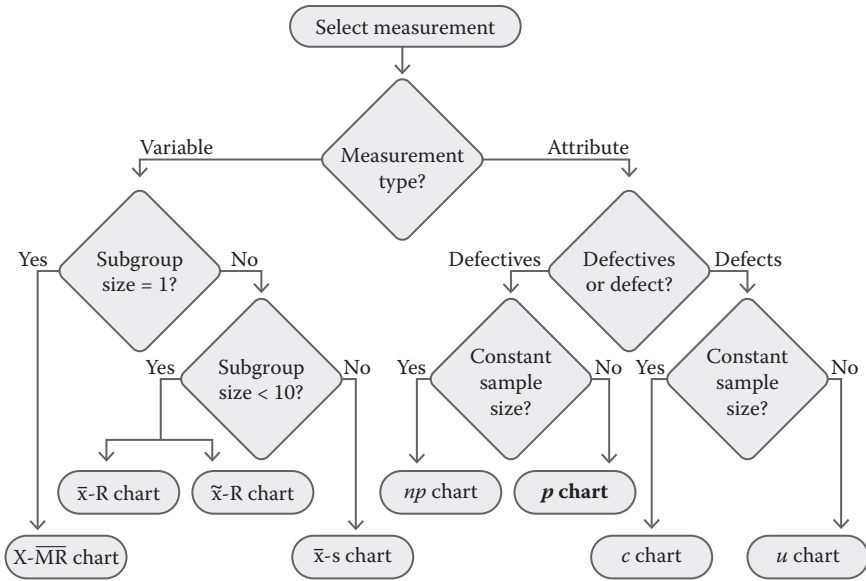 Select measurement
Measurement
type?
Variable
Attribute
Subgroup
size = 1?
Yes
No
Defectives
or defect?
Defectives
Defects
Subgroup
size < 10?
Yes
No
Constant
sample
size?
Yes
No
Constant
sample
size?
Yes
No
x̄-R chart
x̃-R chart
np chart
p chart
X-M̅R̅ chart
x̄-s chart
c chart
u chart